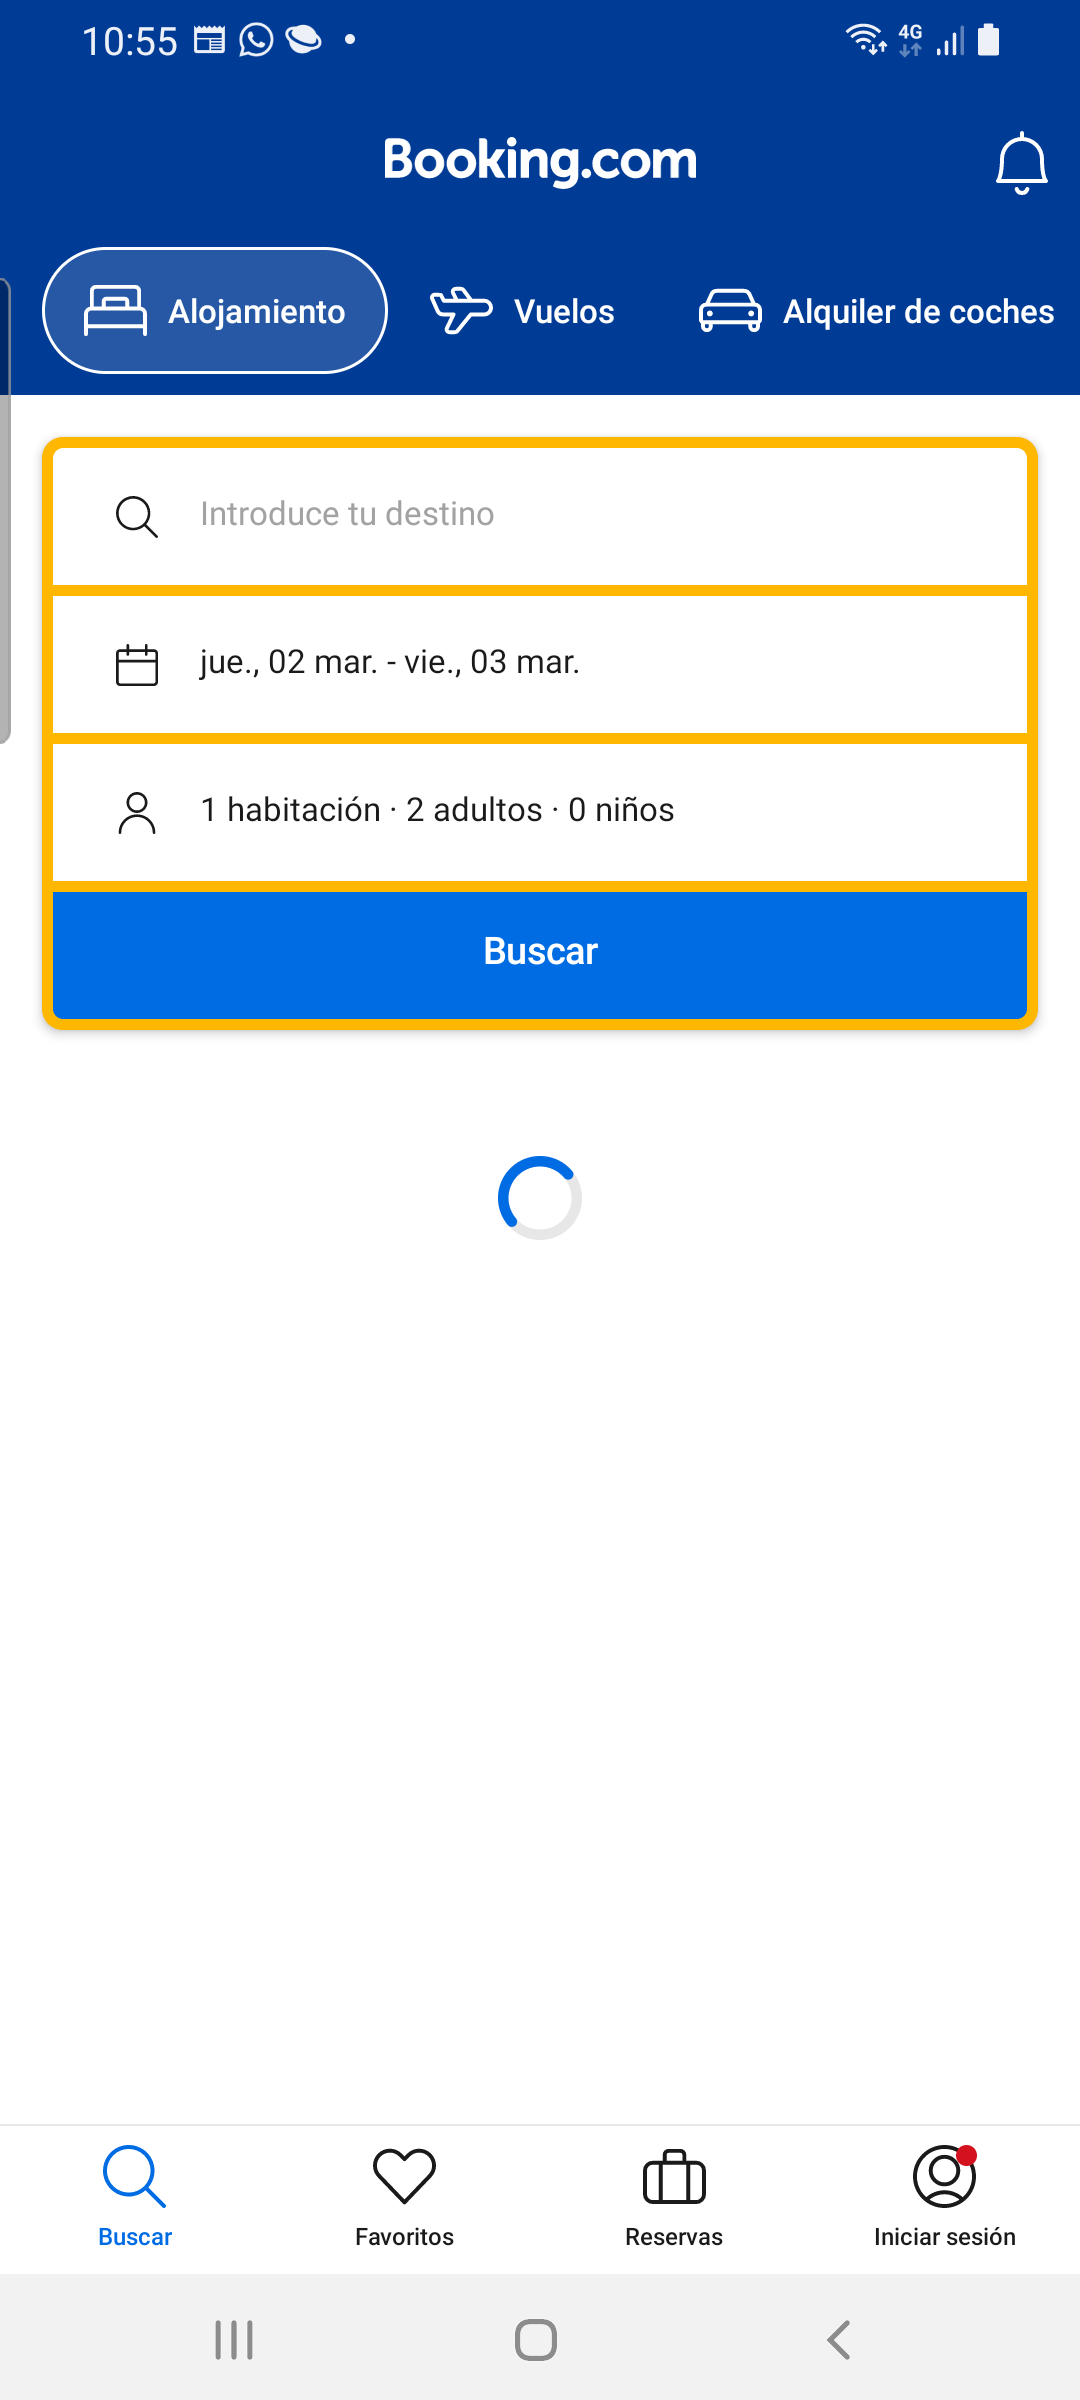 10:55
4G
Booking.com
Alojamiento
Vuelos
Alquiler de coches
Introduce tu destino
jue., 02 mar. - vie., 03 mar.
1 habitación · 2 adultos · 0 niños
Buscar
Buscar
Favoritos
Reservas
Iniciar sesión